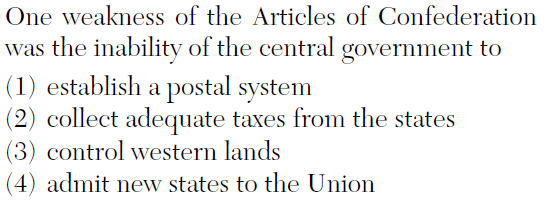 One weakness of the Articles of Confederation
was the inability of the central government to
(1) establish a postal system
(2) collect adequate taxes from the states
(3) control western lands
(4) admit new states to the Union